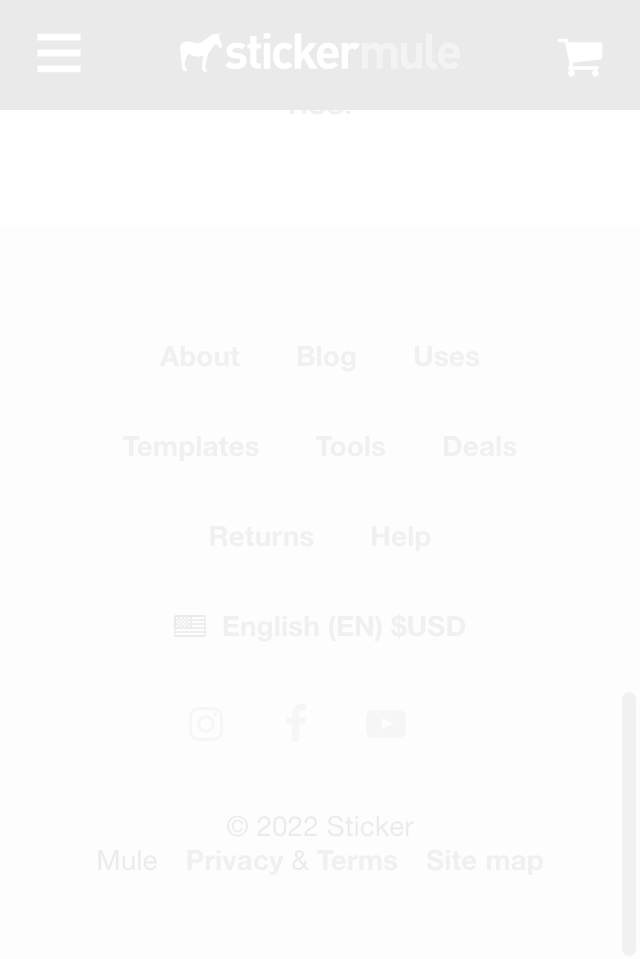 stickermule
About Blog Uses
Templates Tools Deals
Returns Help
English (EN) $USD
© 2022 Sticker
Mule Privacy & Terms Site map